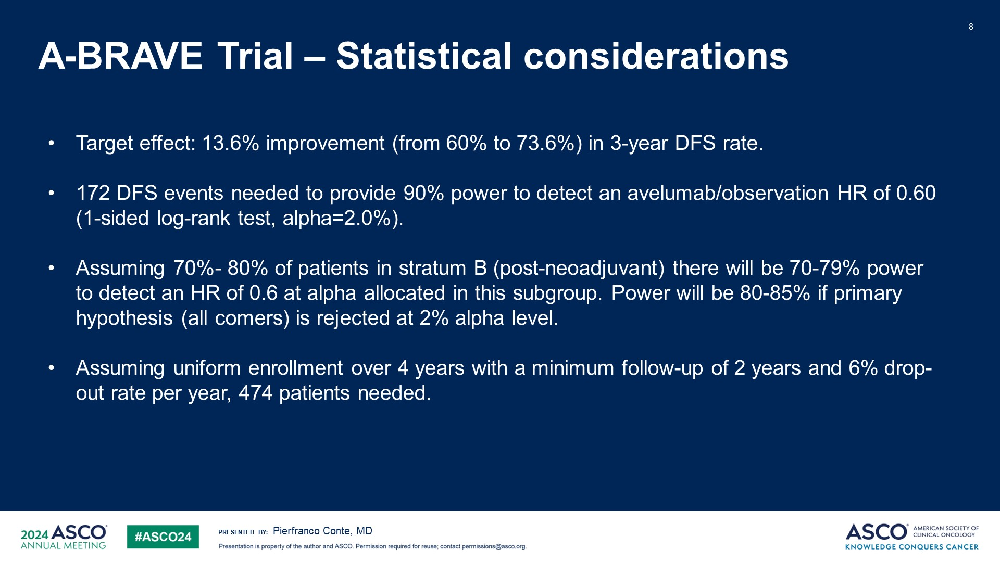 8
A-BRAVE Trial – Statistical considerations
• Target effect: 13.6% improvement (from 60% to 73.6%) in 3-year DFS rate.
• 172 DFS events needed to provide 90% power to detect an avelumab/observation HR of 0.60
(1-sided log-rank test, alpha=2.0%).
• Assuming 70%- 80% of patients in stratum B (post-neoadjuvant) there will be 70-79% power
to detect an HR of 0.6 at alpha allocated in this subgroup. Power will be 80-85% if primary
hypothesis (all comers) is rejected at 2% alpha level.
• Assuming uniform enrollment over 4 years with a minimum follow-up of 2 years and 6% drop-
out rate per year, 474 patients needed.
2024 ASCO®
ANNUAL MEETING
#ASCO24
PRESENTED BY: Pierfranco Conte, MD
Presentation is property of the author and ASCO. Permission required for reuse; contact permissions@asco.org.
ASCO® AMERICAN SOCIETY OF
CLINICAL ONCOLOGY
KNOWLEDGE CONQUERS CANCER